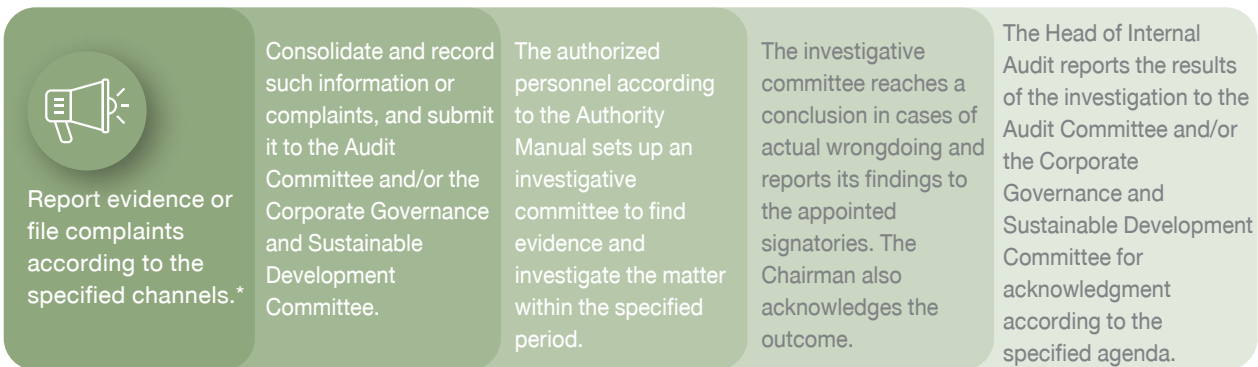 Report evidence or
file complaints
according to the
specified channels.*
Consolidate and record
such information or
complaints, and submit
it to the Audit
Committee and/or the
Corporate Governance
and Sustainable
Development
Committee.
The authorized
personnel according
to the Authority
Manual sets up an
investigative
committee to find
evidence and
investigate the matter
within the specified
period.
The investigative
committee reaches a
conclusion in cases of
actual wrongdoing and
reports its findings to
the appointed
signatories. The
Chairman also
acknowledges the
outcome.
The Head of Internal
Audit reports the results
of the investigation to the
Audit Committee and/or
the Corporate
Governance and
Sustainable Development
Committee for
acknowledgment
according to the
specified agenda.